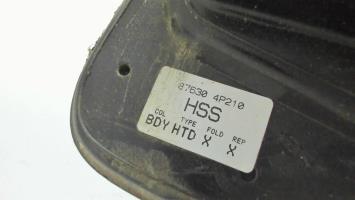 87630 4P210
HSS
COL TYPE FOLD REP
BDY HTD X X